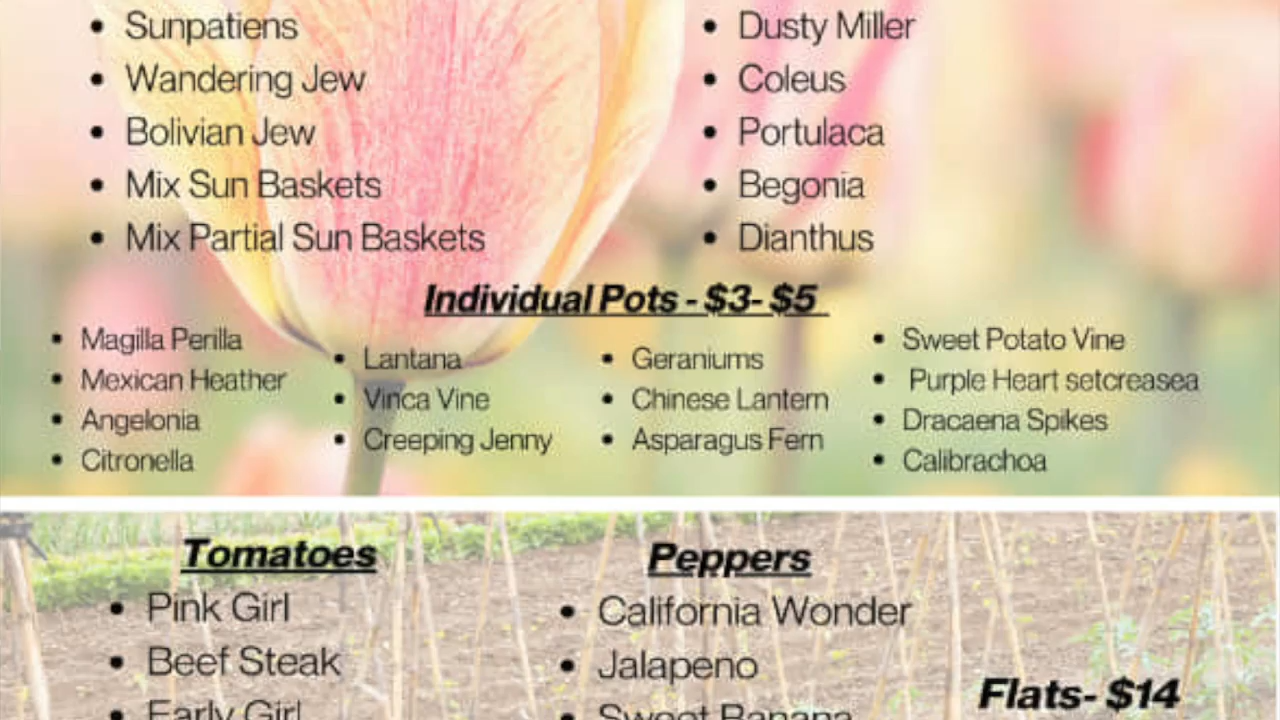 • Sunpatiens
• Wandering Jew
• Bolivian Jew
• Mix Sun Baskets
• Mix Partial Sun Baskets
• Dusty Miller
• Coleus
• Portulaca
• Begonia
• Dianthus
Individual Pots - $3- $5
• Magilla Perilla
• Mexican Heather
• Angelonia
• Citronella
• Lantana
• Vinca Vine
• Creeping Jenny
• Geraniums
• Chinese Lantern
• Asparagus Fern
• Sweet Potato Vine
• Purple Heart setcreasea
• Dracaena Spikes
• Calibrachoa
Tomatoes
• Pink Girl
• Beef Steak
• Early Girl
Peppers
• California Wonder
• Jalapeno
• Sweet Banana
Flats- $14